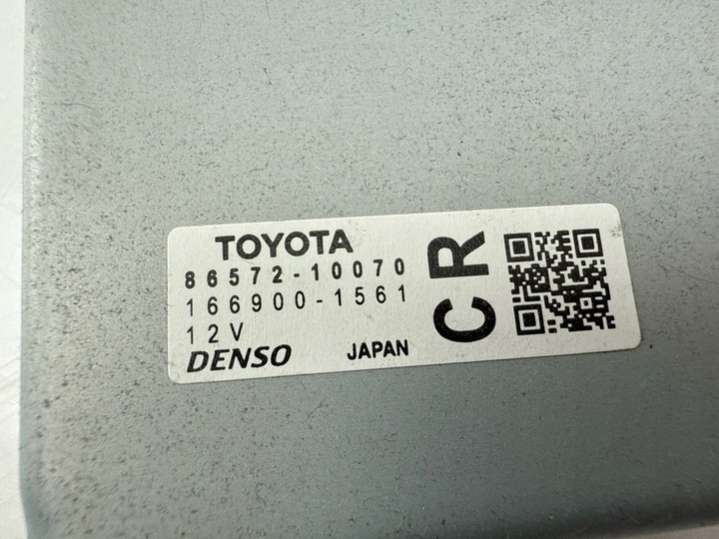 TOYOTA
86572-10070
166900-1561
12V
DENSO JAPAN
CR